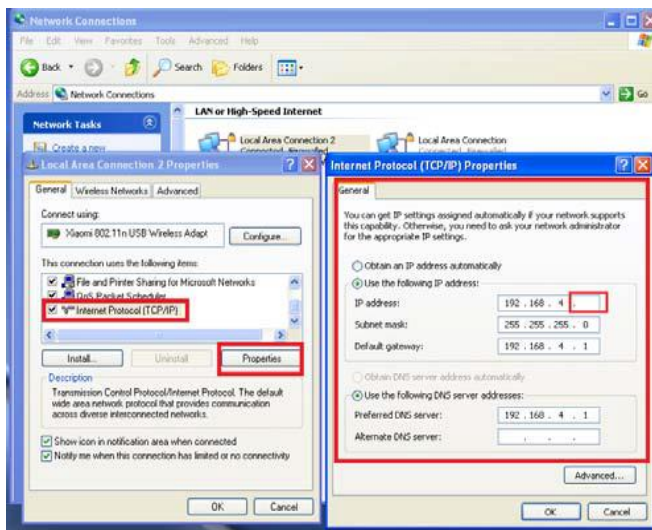 Network Connections
File Edit View Favorites Tools Advanced Help
Back Search Folders
Address Network Connections Go
LAN or High-Speed Internet
Network Tasks
Create a new
Local Area Connection 2
Connected, Firewalled
Local Area Connection
Connected, Firewalled
Local Area Connection 2 Properties
General Wireless Networks Advanced
Connect using:
Xiaomi 802.11n USB Wireless Adapt Configure...
This connection uses the following items:
File and Printer Sharing for Microsoft Networks
QoS Packet Scheduler
Internet Protocol (TCP/IP)
Install... Uninstall Properties
Description
Transmission Control Protocol/Internet Protocol. The default
wide area network protocol that provides communication
across diverse interconnected networks.
Show icon in notification area when connected
Notify me when this connection has limited or no connectivity
OK Cancel
Internet Protocol (TCP/IP) Properties
General
You can get IP settings assigned automatically if your network supports
this capability. Otherwise, you need to ask your network administrator
for the appropriate IP settings.
Obtain an IP address automatically
Use the following IP address:
IP address: 192 . 168 . 4 .
Subnet mask: 255 . 255 . 255 . 0
Default gateway: 192 . 168 . 4 . 1
Obtain DNS server address automatically
Use the following DNS server addresses:
Preferred DNS server: 192 . 168 . 4 . 1
Alternate DNS server: . . .
Advanced...
OK Cancel